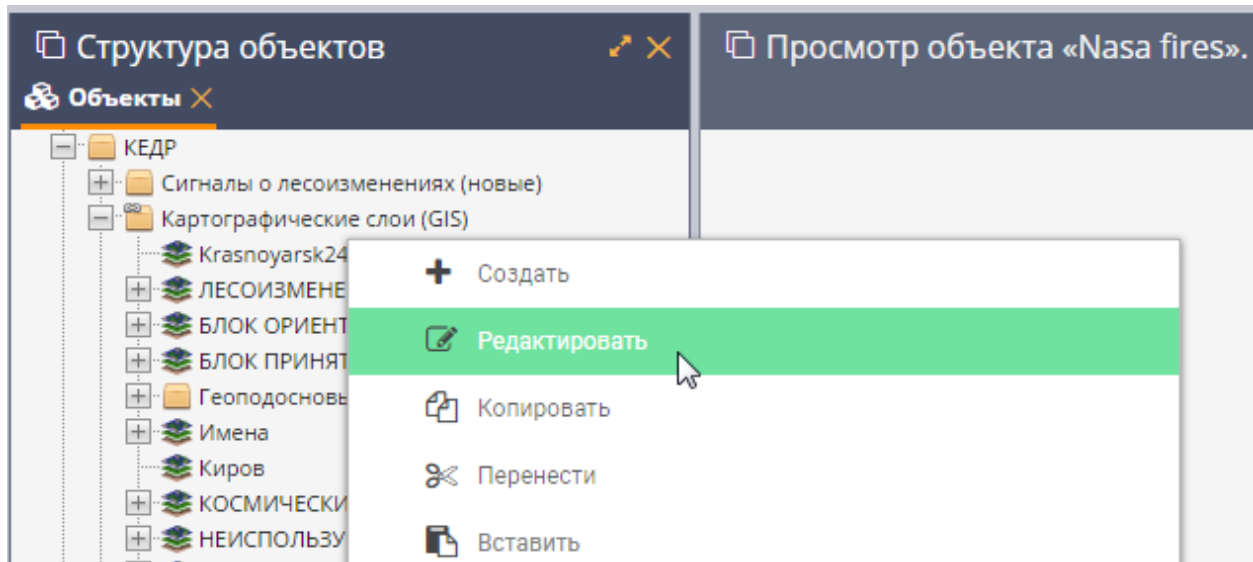 Структура объектов
Объекты
КЕДР
Сигналы о лесоизменениях (новые)
Картографические слои (GIS)
Krasnoyarsk24
ЛЕСОИЗМЕНЕ
БЛОК ОРИЕНТ
БЛОК ПРИНЯТ
Геоподосновы
Имена
Киров
КОСМИЧЕСКИ
НЕИСПОЛЬЗУ
Создать
Редактировать
Копировать
Перенести
Вставить
Просмотр объекта «Nasa fires».